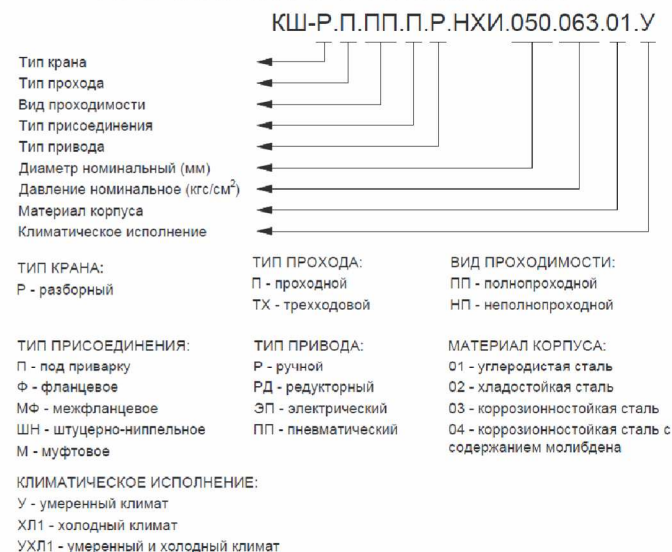 КШ-Р.П.ПП.П.Р.НХИ.050.063.01.У
Тип крана
Тип прохода
Вид проходимости
Тип присоединения
Тип привода
Диаметр номинальный (мм)
Давление номинальное (кгс/см²)
Материал корпуса
Климатическое исполнение
ТИП КРАНА:
Р - разборный
ТИП ПРОХОДА:
П - проходной
ТХ - трехходовой
ВИД ПРОХОДИМОСТИ:
ПП - полнопроходной
НП - неполнопроходной
ТИП ПРИСОЕДИНЕНИЯ:
П - под приварку
Ф - фланцевое
МФ - межфланцевое
ШН - штуцерно-ниппельное
М - муфтовое
ТИП ПРИВОДА:
Р - ручной
РД - редукторный
ЭП - электрический
ПП - пневматический
МАТЕРИАЛ КОРПУСА:
01 - углеродистая сталь
02 - хладостойкая сталь
03 - коррозионностойкая сталь
04 - коррозионностойкая сталь с
содержанием молибдена
КЛИМАТИЧЕСКОЕ ИСПОЛНЕНИЕ:
У - умеренный климат
ХЛ1 - холодный климат
УХЛ1 - умеренный и холодный климат